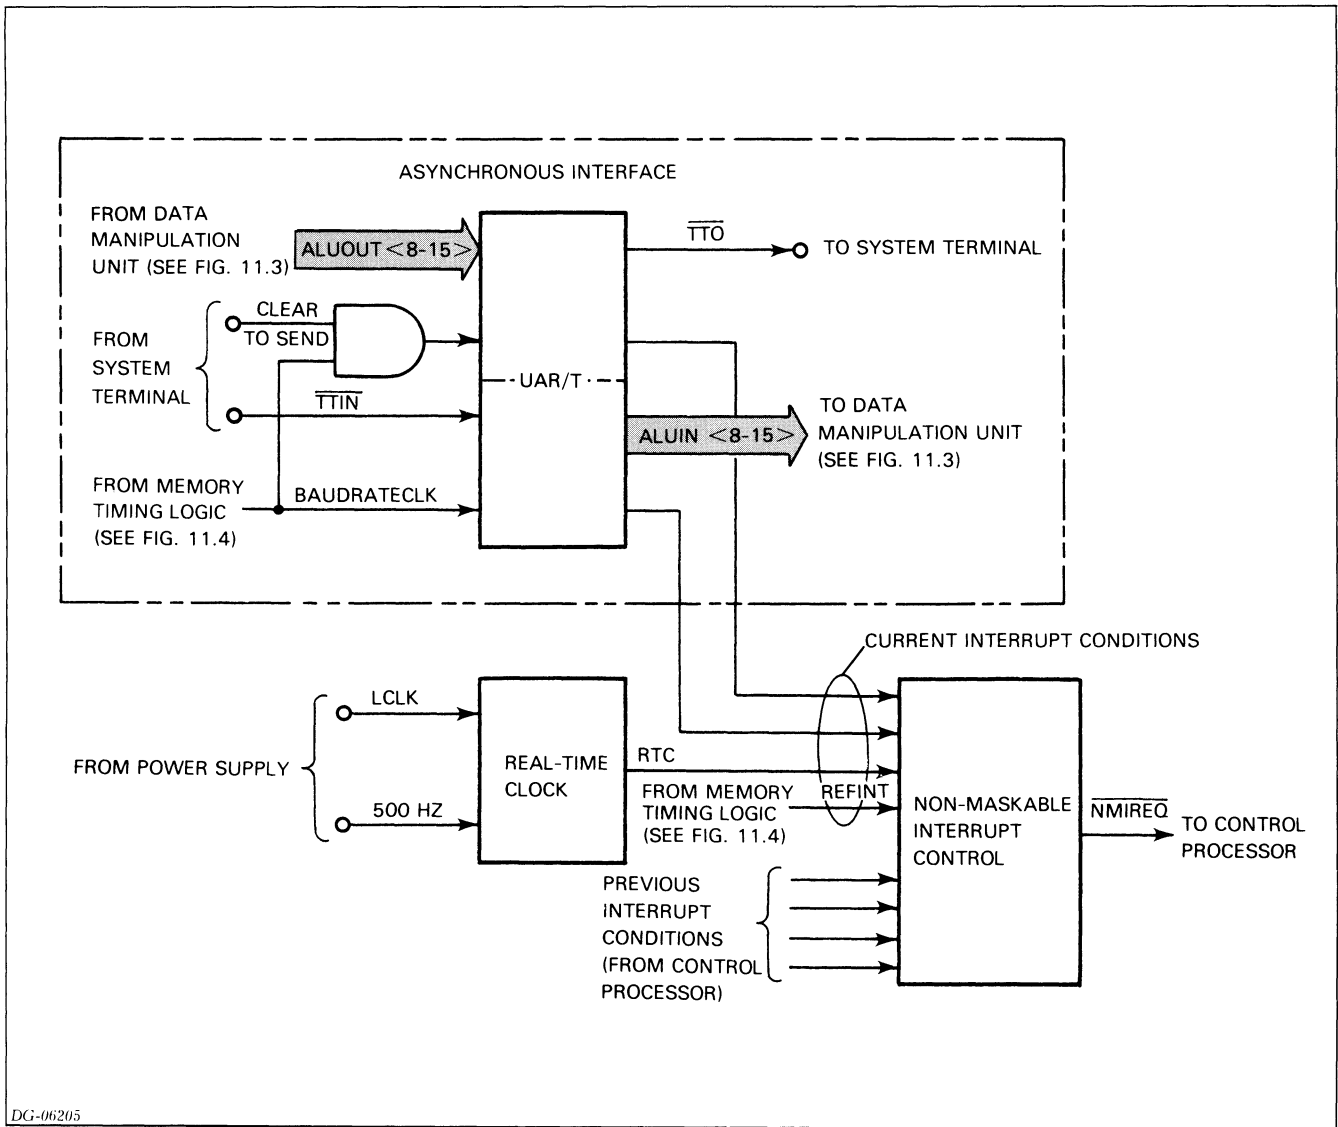 ASYNCHRONOUS INTERFACE
FROM DATA
MANIPULATION
UNIT (SEE FIG. 11.3)
ALUOUT <8-15>
TTO
TO SYSTEM TERMINAL
CLEAR
TO SEND
FROM
SYSTEM
TERMINAL
TTIN
UAR/T
ALUIN <8-15>
TO DATA
MANIPULATION UNIT
(SEE FIG. 11.3)
FROM MEMORY
TIMING LOGIC
(SEE FIG. 11.4)
BAUDRATECLK
CURRENT INTERRUPT CONDITIONS
LCLK
FROM POWER SUPPLY
500 HZ
REAL-TIME
CLOCK
RTC
FROM MEMORY
TIMING LOGIC
(SEE FIG. 11.4)
REFINT
NON-MASKABLE
INTERRUPT
CONTROL
NMIREQ
TO CONTROL
PROCESSOR
PREVIOUS
INTERRUPT
CONDITIONS
(FROM CONTROL
PROCESSOR)
DG-06205